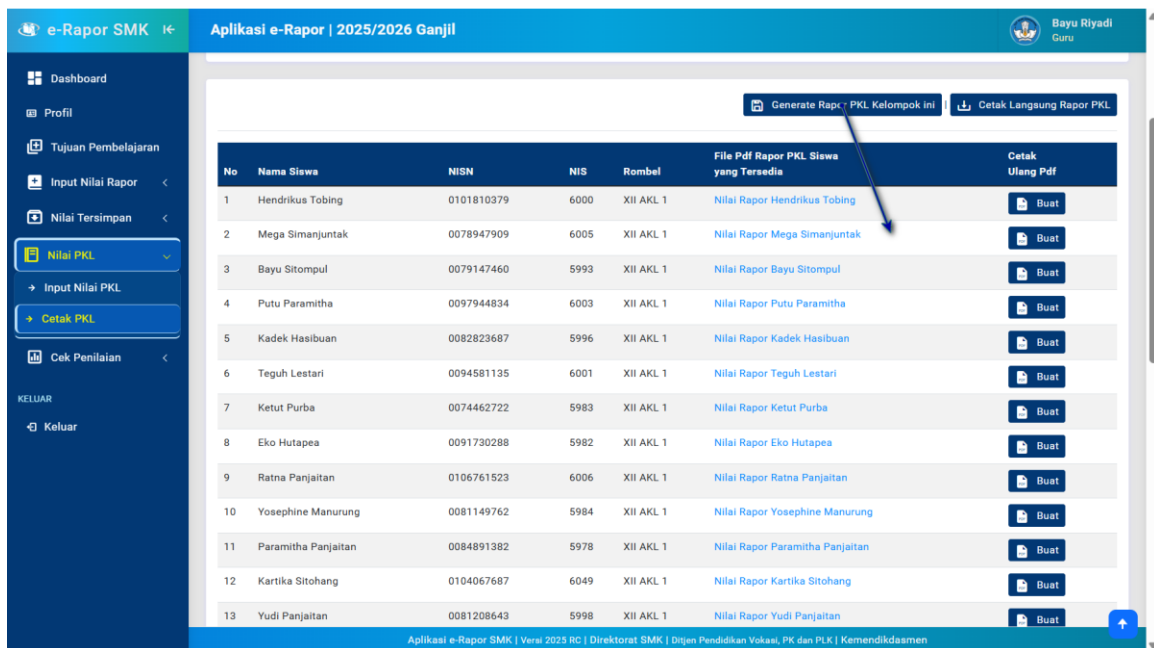 e-Rapor SMK
Aplikasi e-Rapor | 2025/2026 Ganjil
Bayu Riyadi
Guru
Dashboard
Profil
Tujuan Pembelajaran
Input Nilai Rapor
Nilai Tersimpan
Nilai PKL
Input Nilai PKL
Cetak PKL
Cek Penilaian
KELUAR
Keluar
Generate Rapor PKL Kelompok ini | Cetak Langsung Rapor PKL
No Nama Siswa NISN NIS Rombel File Pdf Rapor PKL Siswa yang Tersedia Cetak Ulang Pdf
1 Hendrikus Tobing 0101810379 6000 XII AKL 1 Nilai Rapor Hendrikus Tobing Buat
2 Mega Simanjuntak 0078947909 6005 XII AKL 1 Nilai Rapor Mega Simanjuntak Buat
3 Bayu Sitompul 0079147460 5993 XII AKL 1 Nilai Rapor Bayu Sitompul Buat
4 Putu Paramitha 0097944834 6003 XII AKL 1 Nilai Rapor Putu Paramitha Buat
5 Kadek Hasibuan 0082823687 5996 XII AKL 1 Nilai Rapor Kadek Hasibuan Buat
6 Teguh Lestari 0094581135 6001 XII AKL 1 Nilai Rapor Teguh Lestari Buat
7 Ketut Purba 0074462722 5983 XII AKL 1 Nilai Rapor Ketut Purba Buat
8 Eko Hutapea 0091730288 5982 XII AKL 1 Nilai Rapor Eko Hutapea Buat
9 Ratna Panjaitan 0106761523 6006 XII AKL 1 Nilai Rapor Ratna Panjaitan Buat
10 Yosephine Manurung 0081149762 5984 XII AKL 1 Nilai Rapor Yosephine Manurung Buat
11 Paramitha Panjaitan 0084891382 5978 XII AKL 1 Nilai Rapor Paramitha Panjaitan Buat
12 Kartika Sitohang 0104067687 6049 XII AKL 1 Nilai Rapor Kartika Sitohang Buat
13 Yudi Panjaitan 0081208643 5998 XII AKL 1 Nilai Rapor Yudi Panjaitan Buat
Aplikasi e-Rapor SMK | Versi 2025 RC | Direktorat SMK | Ditjen Pendidikan Vokasi, PK dan PLK | Kemendikdasmen